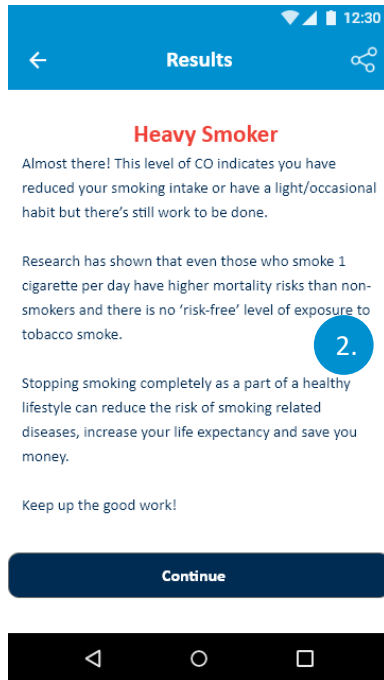 12:30
Results
Heavy Smoker
Almost there! This level of CO indicates you have
reduced your smoking intake or have a light/occasional
habit but there's still work to be done.
Research has shown that even those who smoke 1
cigarette per day have higher mortality risks than non-
smokers and there is no ‘risk-free’ level of exposure to
tobacco smoke.
2.
Stopping smoking completely as a part of a healthy
lifestyle can reduce the risk of smoking related
diseases, increase your life expectancy and save you
money.
Keep up the good work!
Continue